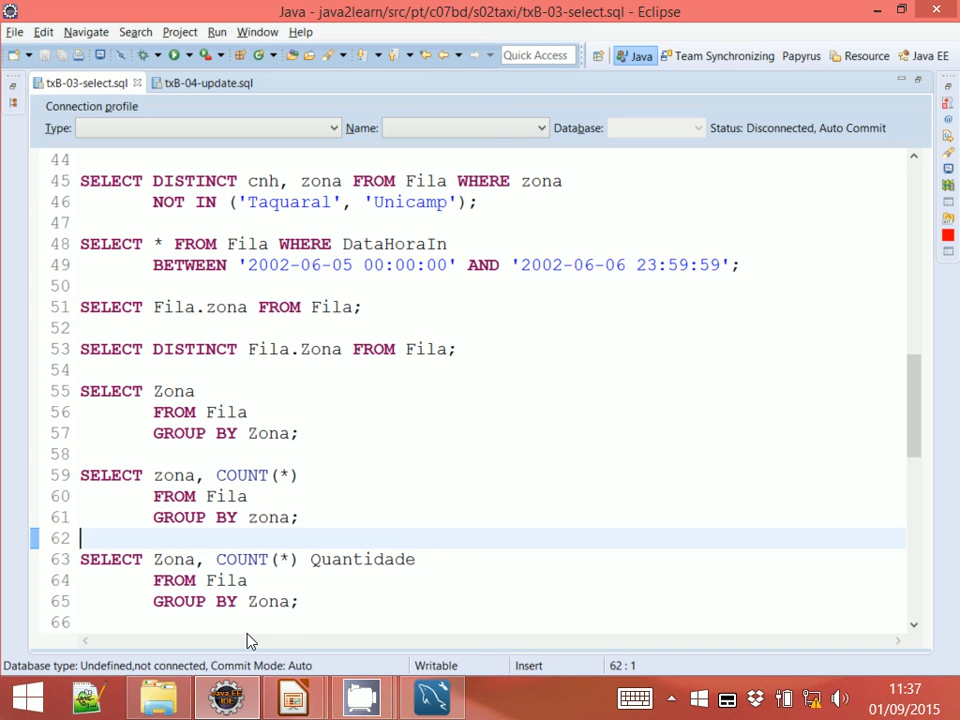 Java - java2learn/src/pt/c07bd/s02taxi/txB-03-select.sql - Eclipse
File Edit Navigate Search Project Run Window Help
Quick Access Java Team Synchronizing Papyrus Resource Java EE
txB-03-select.sql txB-04-update.sql
Connection profile
Type: Name: Database: Status: Disconnected, Auto Commit
44
45 SELECT DISTINCT cnh, zona FROM Fila WHERE zona
46 NOT IN ('Taquaral', 'Unicamp');
47
48 SELECT * FROM Fila WHERE DataHoraIn
49 BETWEEN '2002-06-05 00:00:00' AND '2002-06-06 23:59:59';
50
51 SELECT Fila.zona FROM Fila;
52
53 SELECT DISTINCT Fila.Zona FROM Fila;
54
55 SELECT Zona
56 FROM Fila
57 GROUP BY Zona;
58
59 SELECT zona, COUNT(*)
60 FROM Fila
61 GROUP BY zona;
62
63 SELECT Zona, COUNT(*) Quantidade
64 FROM Fila
65 GROUP BY Zona;
66
Database type: Undefined,not connected, Commit Mode: Auto Writable Insert 62 : 1
Java EE
IDE
11:37
01/09/2015